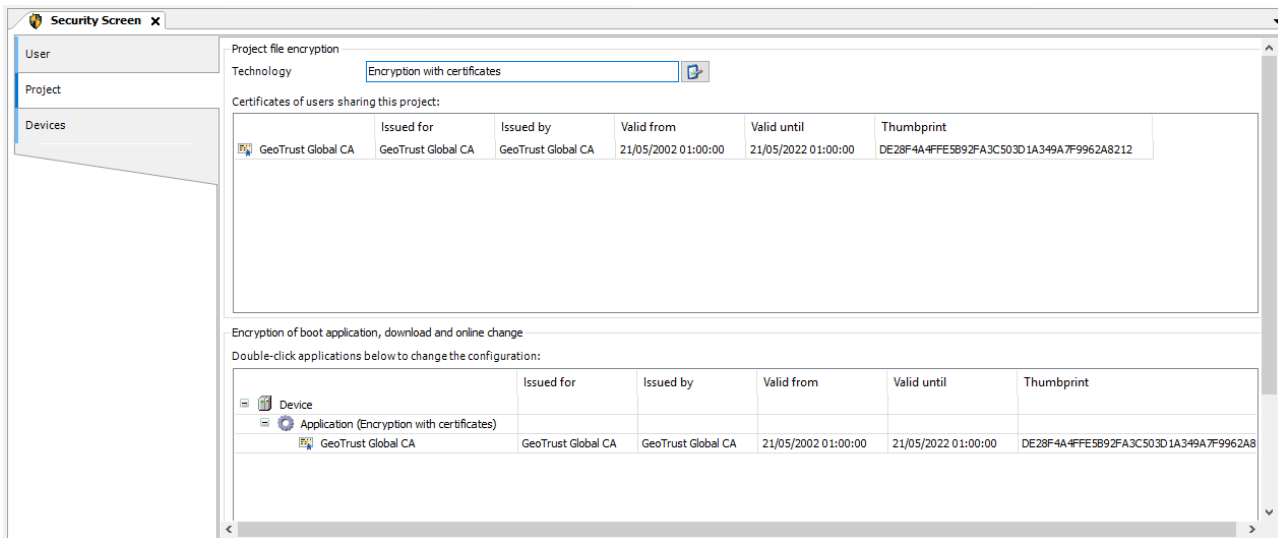 Security Screen
User
Project
Devices
Project file encryption
Technology Encryption with certificates
Certificates of users sharing this project:
Issued for Issued by Valid from Valid until Thumbprint
GeoTrust Global CA GeoTrust Global CA GeoTrust Global CA 21/05/2002 01:00:00 21/05/2022 01:00:00 DE28F4A4FFE5B92FA3C503D1A349A7F9962A8212
Encryption of boot application, download and online change
Double-click applications below to change the configuration:
Issued for Issued by Valid from Valid until Thumbprint
Device
Application (Encryption with certificates)
GeoTrust Global CA GeoTrust Global CA GeoTrust Global CA 21/05/2002 01:00:00 21/05/2022 01:00:00 DE28F4A4FFE5B92FA3C503D1A349A7F9962A8